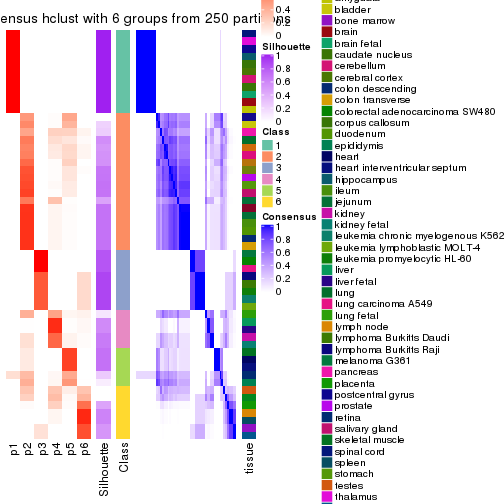 ensus hclust with 6 groups from 250 partitions
0.4
0.2
0
Silhouette
1
0.8
0.6
0.4
0.2
0
Class
1
2
3
4
5
6
Consensus
1
0.8
0.6
0.4
0.2
0
p1
p2
p3
p4
p5
p6
Silhouette
Class
tissue
amygdala
bladder
bone marrow
brain
brain fetal
caudate nucleus
cerebellum
cerebral cortex
colon descending
colon transverse
colorectal adenocarcinoma SW480
corpus callosum
duodenum
epididymis
heart
heart interventricular septum
hippocampus
ileum
jejunum
kidney
kidney fetal
leukemia chronic myelogenous K562
leukemia lymphoblastic MOLT-4
leukemia promyelocytic HL-60
liver
liver fetal
lung
lung carcinoma A549
lung fetal
lymph node
lymphoma Burkitts Daudi
lymphoma Burkitts Raji
melanoma G361
pancreas
placenta
postcentral gyrus
prostate
retina
salivary gland
skeletal muscle
spinal cord
spleen
stomach
testes
thalamus